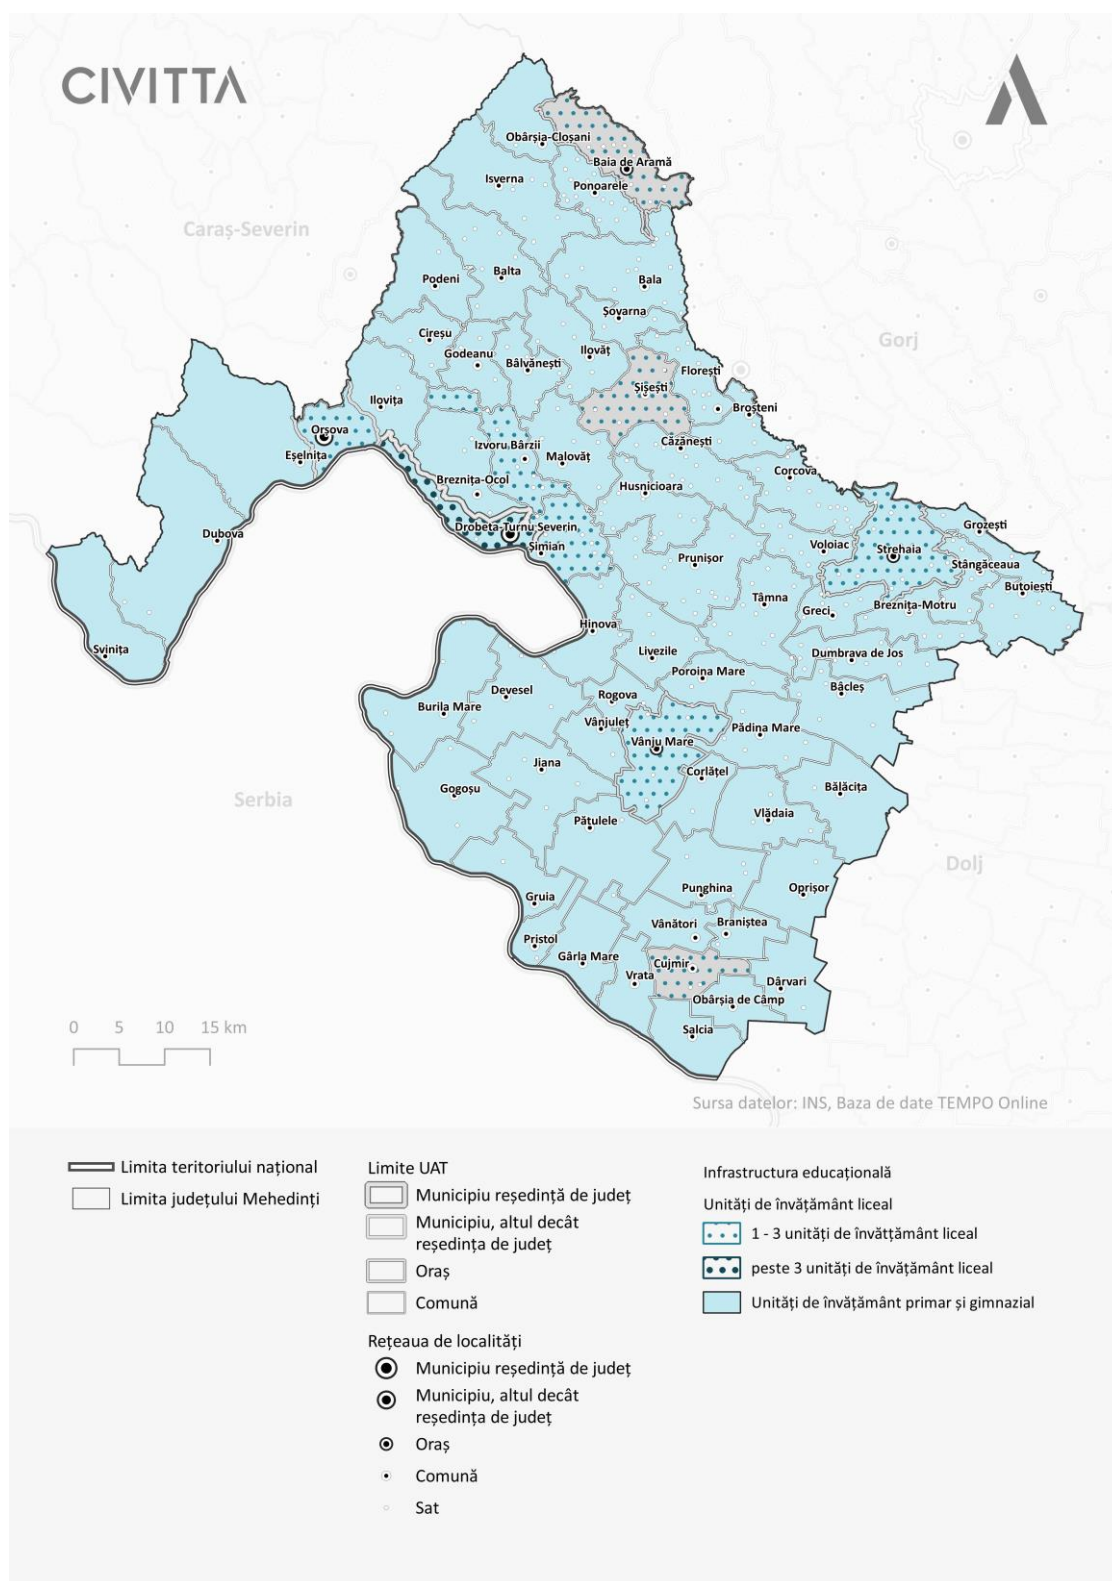 CIVITTA
Obârșia-Cloșani
Baia de Aramă
Isverna
Ponoarele
Caraș-Severin
Balta
Podeni
Bala
Șovarna
Gorj
Cireșu
Godeanu
Ilovăț
Bâlvănești
Florești
Șișești
Ilovița
Broșteni
Orșova
Izvoru Bârzii
Căzănești
Eșelnița
Malovăț
Corcova
Breznița-Ocol
Husnicioara
Drobeta-Turnu Severin
Grozești
Dubova
Șimian
Voloiac
Strehaia
Prunișor
Stângăceaua
Butoiești
Tâmna
Greci
Breznița-Motru
Hinova
Svinița
Livezile
Dumbrava de Jos
Poroina Mare
Devesel
Rogova
Bâcleș
Burila Mare
Vânjuleț
Pădina Mare
Vânju Mare
Jiana
Corlățel
Gogoșu
Bălăcița
Serbia
Vlădaia
Pătulele
Dolj
Punghina
Oprișor
Gruia
Vânători
Braniștea
Pristol
Gârla Mare
Cujmir
Vrata
Dârvari
Obârșia de Câmp
Salcia
0 5 10 15 km
Sursa datelor: INS, Baza de date TEMPO Online
Limita teritoriului național
Limita județului Mehedinți
Limite UAT
Municipiu reședință de județ
Municipiu, altul decât
reședința de județ
Oraș
Comună
Rețeaua de localități
Municipiu reședință de județ
Municipiu, altul decât
reședința de județ
Oraș
Comună
Sat
Infrastructura educațională
Unități de învățământ liceal
1 - 3 unități de învătțământ liceal
peste 3 unități de învățământ liceal
Unități de învățământ primar și gimnazial